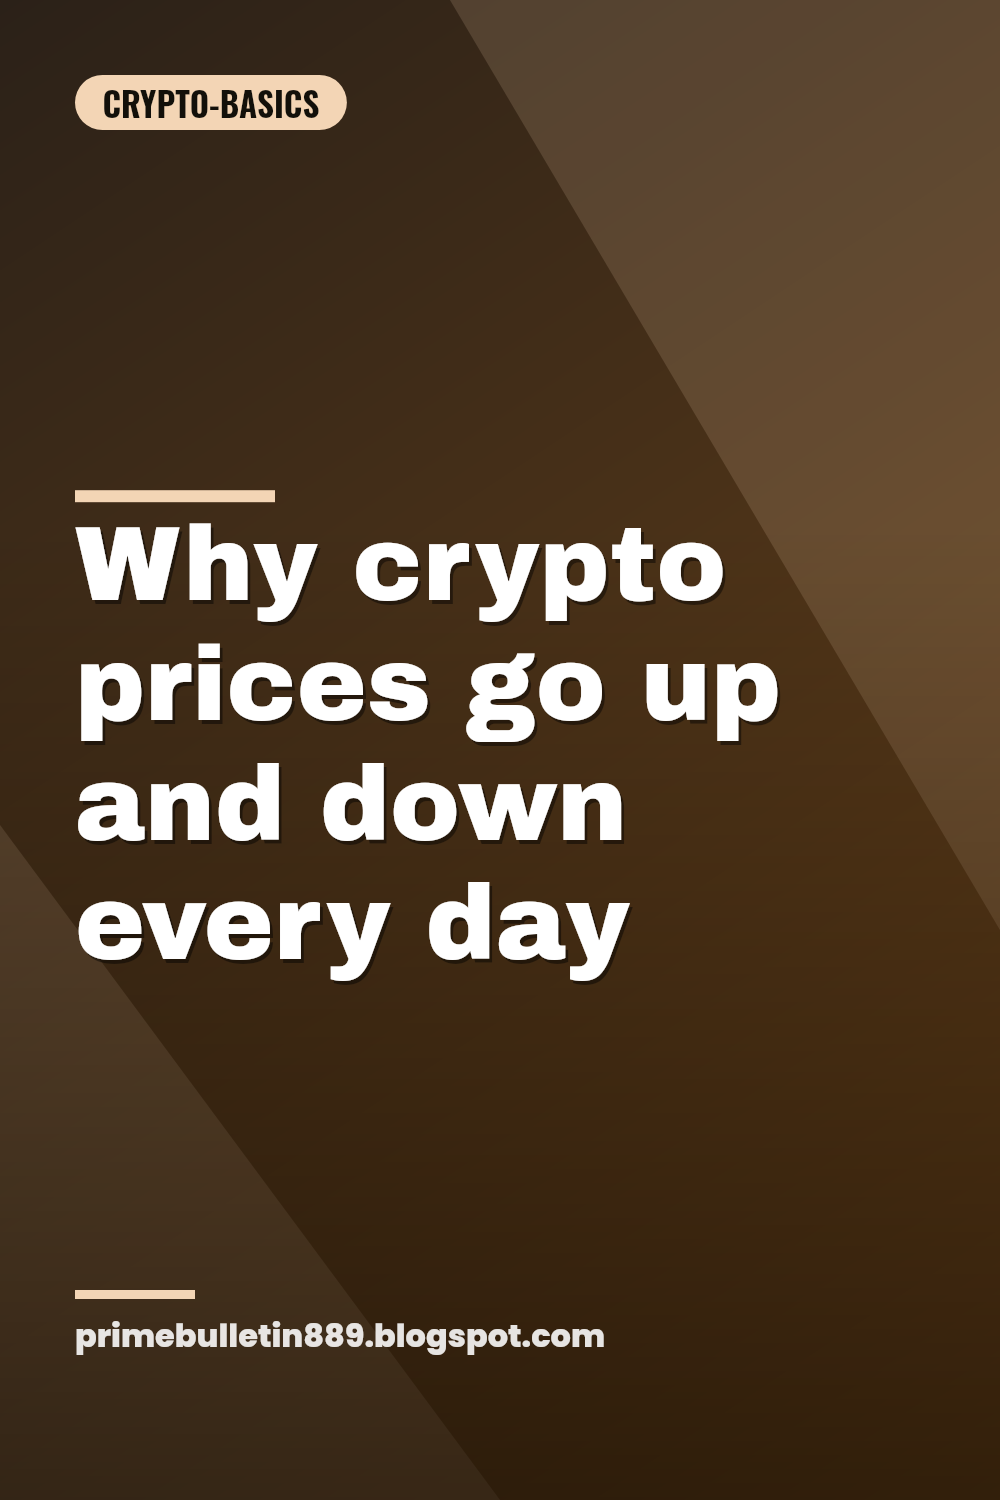 CRYPTO-BASICS
Why crypto
prices go up
and down
every day
primebulletin889.blogspot.com